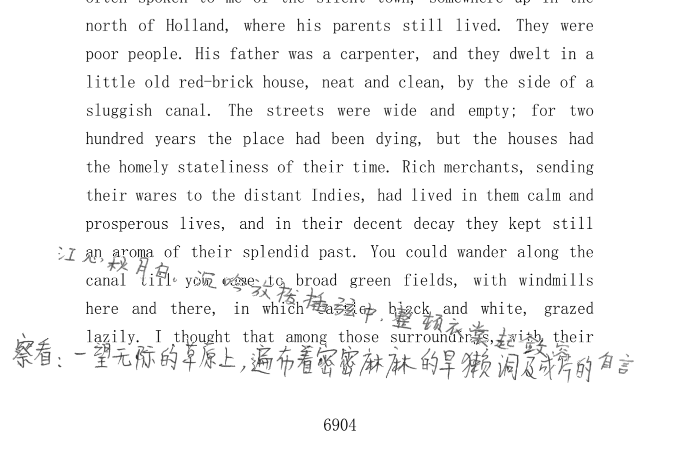 often spoken to me of the silent town, somewhere up in the
north of Holland, where his parents still lived. They were
poor people. His father was a carpenter, and they dwelt in a
little old red-brick house, neat and clean, by the side of a
sluggish canal. The streets were wide and empty; for two
hundred years the place had been dying, but the houses had
the homely stateliness of their time. Rich merchants, sending
their wares to the distant Indies, had lived in them calm and
prosperous lives, and in their decent decay they kept still
an aroma of their splendid past. You could wander along the
江心秋月白。沉吟放拨插弦中,整顿衣裳起敛容
canal till you came to broad green fields, with windmills
here and there, in which cattle, black and white, grazed
lazily. I thought that among those surroundings, with their
察看:一望无际的草原上,遍布着密密麻麻的旱獭洞及成片的自言
6904